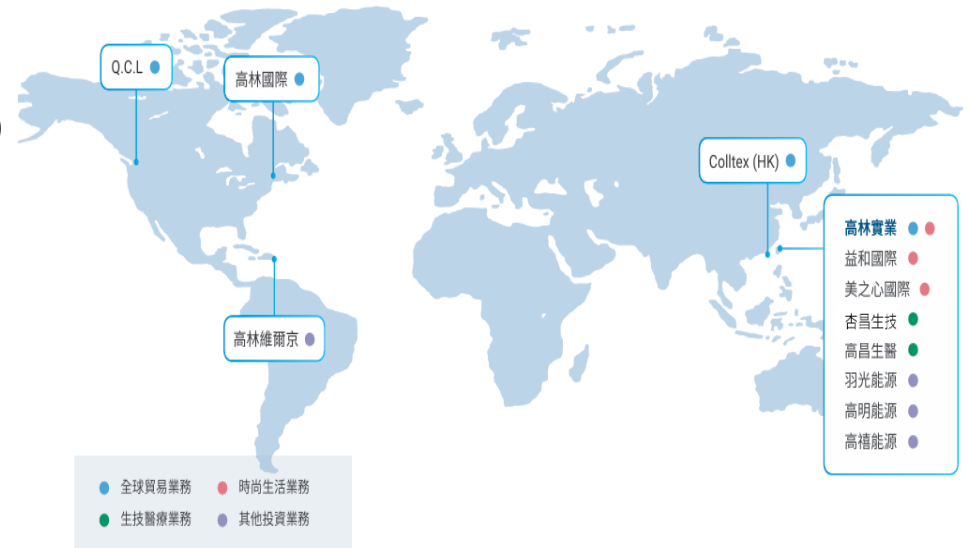 Q.C.L
高林國際
Colltex (HK)
高林實業
益和國際
美之心國際
杏昌生技
高昌生醫
羽光能源
高明能源
高禧能源
高林維爾京
全球貿易業務
時尚生活業務
生技醫療業務
其他投資業務